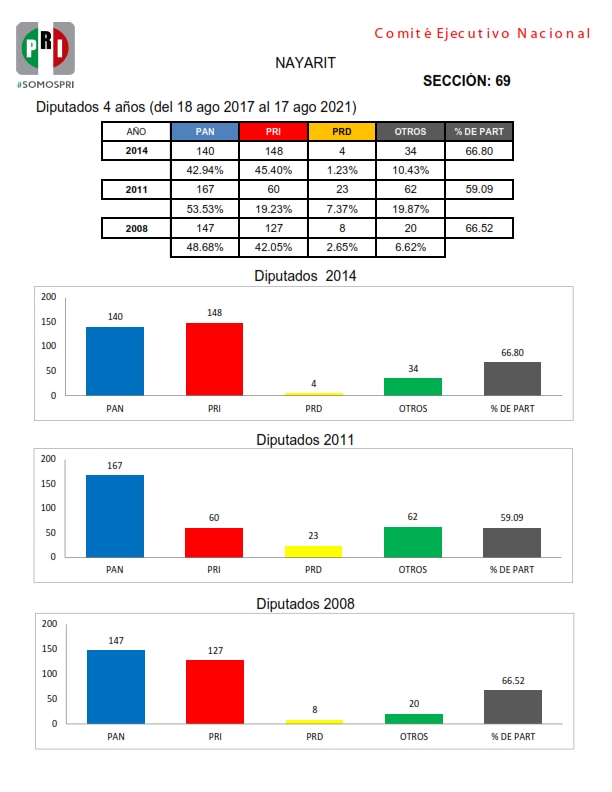 Comité Ejecutivo Nacional
PRI
#SOMOSPRI
NAYARIT
SECCIÓN: 69
Diputados 4 años (del 18 ago 2017 al 17 ago 2021)
AÑO PAN PRI PRD OTROS % DE PART
2014 140 148 4 34 66.80
42.94% 45.40% 1.23% 10.43%
2011 167 60 23 62 59.09
53.53% 19.23% 7.37% 19.87%
2008 147 127 8 20 66.52
48.68% 42.05% 2.65% 6.62%
Diputados 2014
200
150
100
50
0
140 148 4 34 66.80
PAN PRI PRD OTROS % DE PART
Diputados 2011
200
150
100
50
0
167 60 23 62 59.09
PAN PRI PRD OTROS % DE PART
Diputados 2008
200
150
100
50
0
147 127 8 20 66.52
PAN PRI PRD OTROS % DE PART